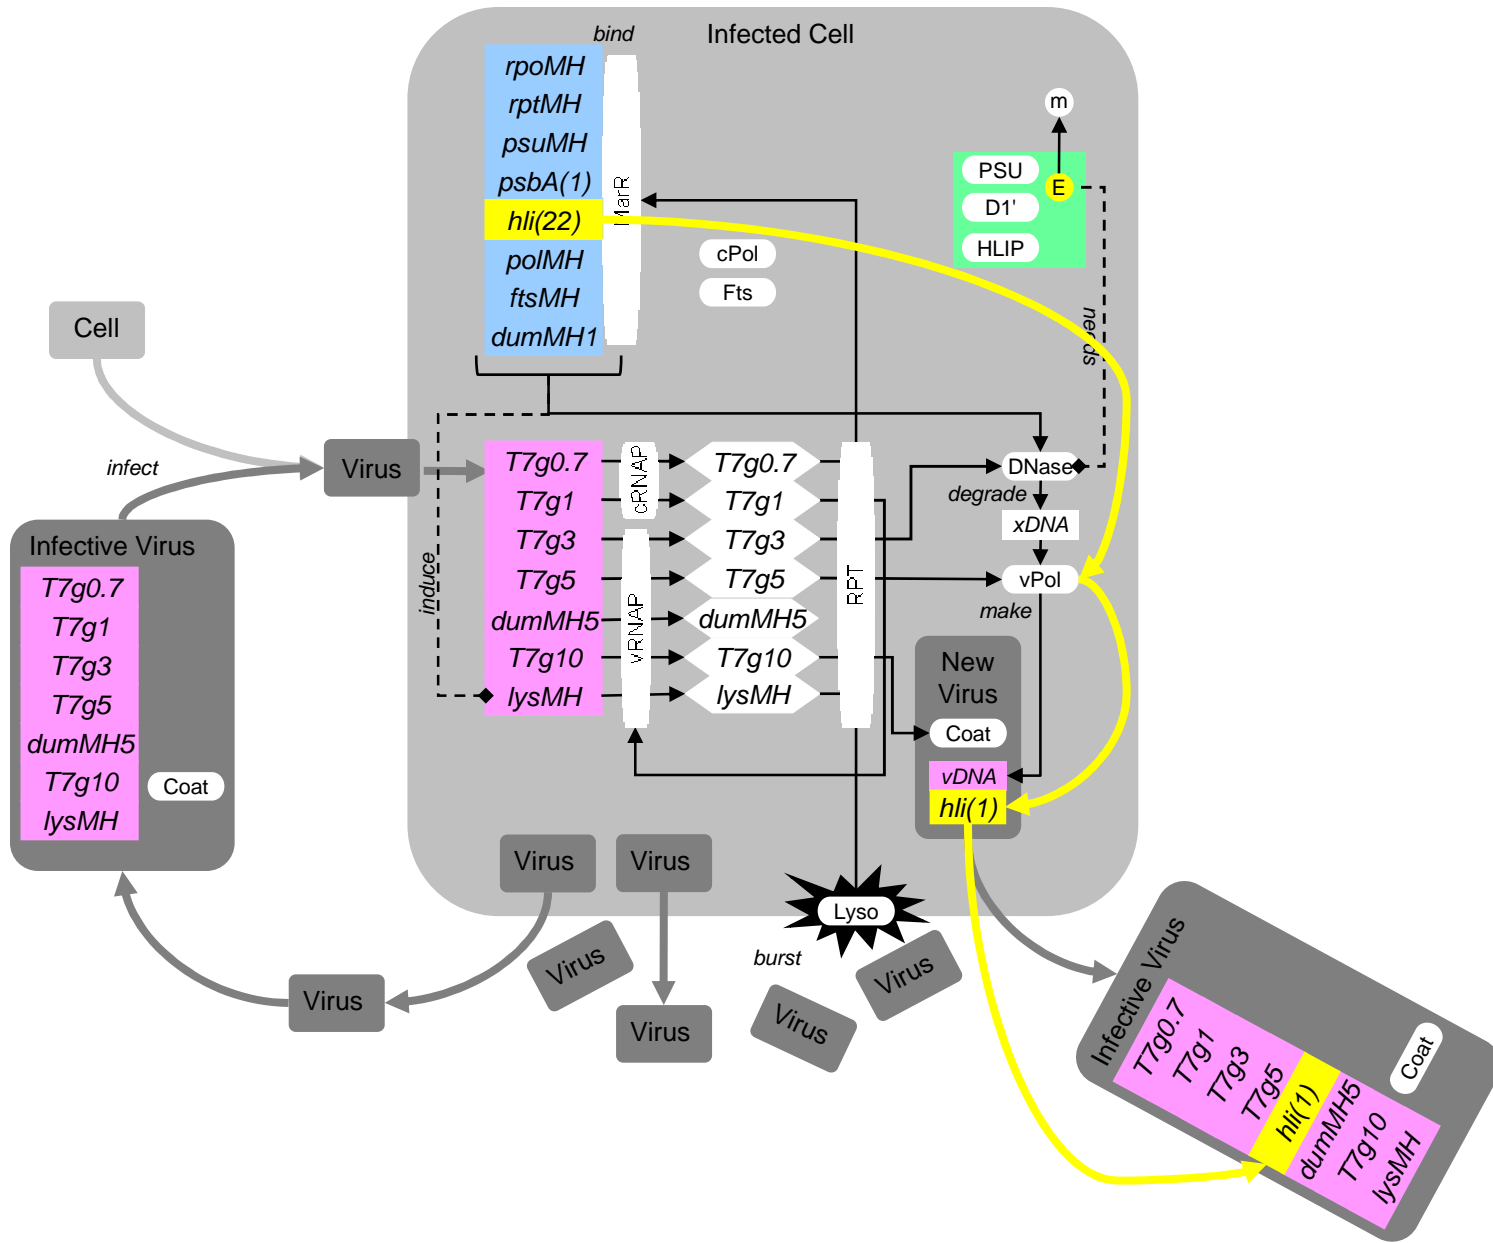 Infected Cell
bind
rpoMH
rptMH
psuMH
psbA(1)
hli(22)
polMH
ftsMH
dumMH1
MarR
cPol
Fts
m
E
PSU
D1'
HLIP
needs
Cell
infect
Virus
induce
T7g0.7
T7g1
T7g3
T7g5
dumMH5
T7g10
lysMH
cRNAP
vRNAP
T7g0.7
T7g1
T7g3
T7g5
dumMH5
T7g10
lysMH
RPT
DNase
degrade
xDNA
vPol
make
New
Virus
Coat
vDNA
hli(1)
Infective Virus
T7g0.7
T7g1
T7g3
T7g5
dumMH5
T7g10
lysMH
Coat
Virus
Virus
Virus
Virus
Virus
Lyso
burst
Virus
Virus
Infective Virus
T7g0.7
T7g1
T7g3
T7g5
hli(1)
dumMH5
T7g10
lysMH
Coat